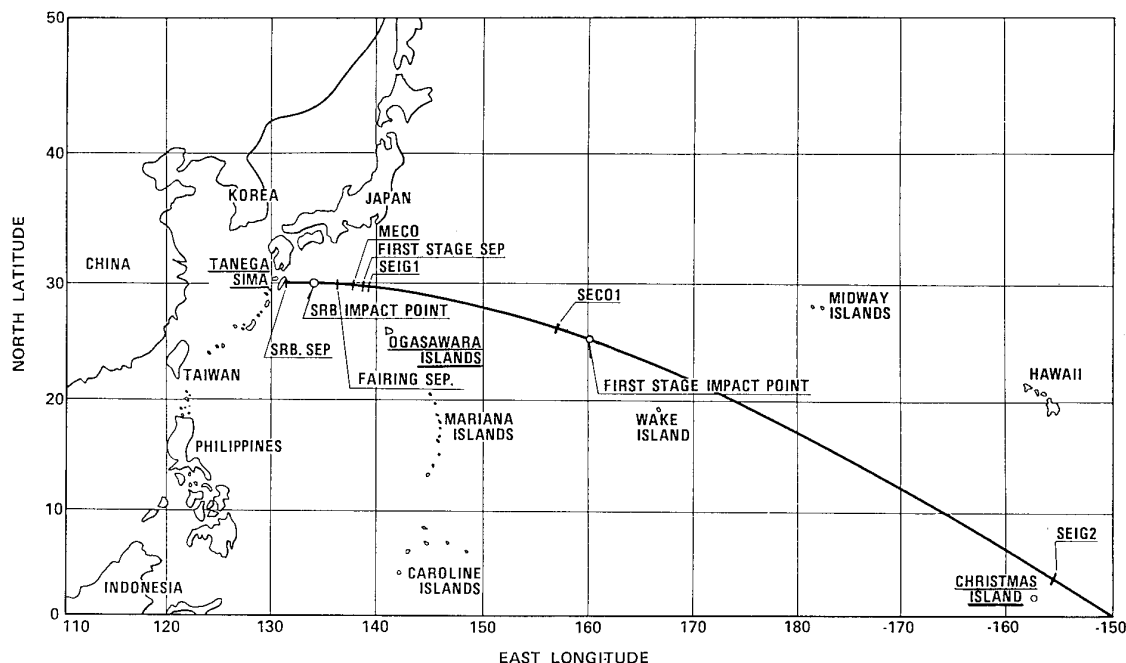 50
40
30
20
10
0
NORTH LATITUDE
KOREA
JAPAN
CHINA
TANEGA
SIMA
MECO
FIRST STAGE SEP
SEIG1
SRB IMPACT POINT
SRB. SEP
OGASAWARA
ISLANDS
FAIRING SEP.
TAIWAN
SECO1
FIRST STAGE IMPACT POINT
MIDWAY
ISLANDS
HAWAII
MARIANA
ISLANDS
WAKE
ISLAND
PHILIPPINES
SEIG2
CAROLINE
ISLANDS
INDONESIA
CHRISTMAS
ISLAND
110 120 130 140 150 160 170 -180 -170 -160 -150
EAST LONGITUDE